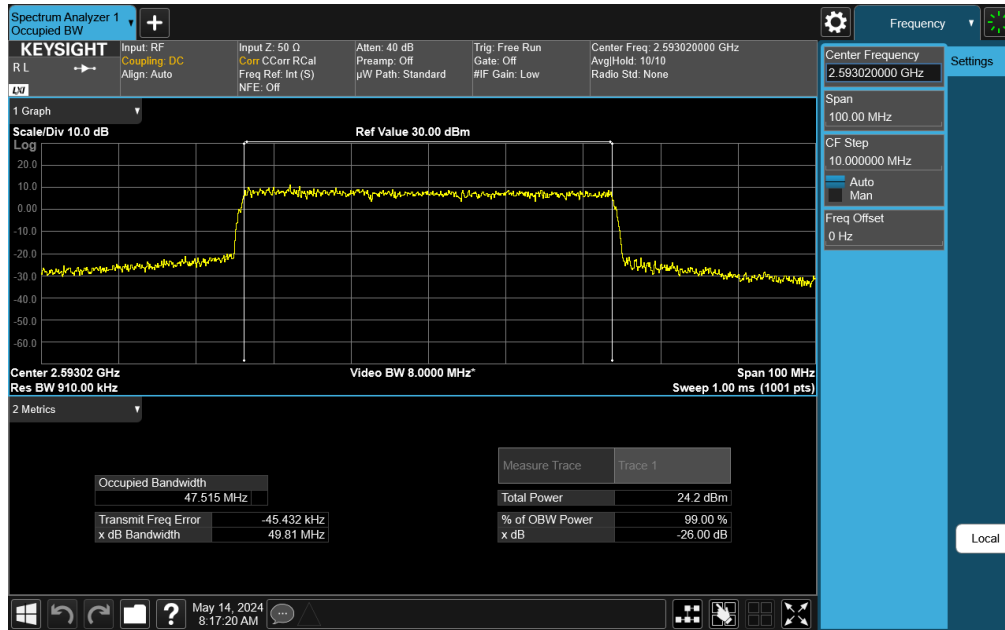 Spectrum Analyzer 1
Occupied BW
Frequency
KEYSIGHT
R L
LXI
Input: RF
Coupling: DC
Align: Auto
Input Z: 50 Ω
Corr CCorr RCal
Freq Ref: Int (S)
NFE: Off
Atten: 40 dB
Preamp: Off
µW Path: Standard
Trig: Free Run
Gate: Off
#IF Gain: Low
Center Freq: 2.593020000 GHz
Avg|Hold: 10/10
Radio Std: None
Center Frequency
2.593020000 GHz
Settings
Span
100.00 MHz
CF Step
10.000000 MHz
Auto
Man
Freq Offset
0 Hz
Local
1 Graph
Scale/Div 10.0 dB
Ref Value 30.00 dBm
Log
20.0
10.0
0.00
-10.0
-20.0
-30.0
-40.0
-50.0
-60.0
Center 2.59302 GHz
Video BW 8.0000 MHz*
Span 100 MHz
Res BW 910.00 kHz
Sweep 1.00 ms (1001 pts)
2 Metrics
Measure Trace
Trace 1
Occupied Bandwidth
47.515 MHz
Total Power
24.2 dBm
Transmit Freq Error
-45.432 kHz
% of OBW Power
99.00 %
x dB Bandwidth
49.81 MHz
x dB
-26.00 dB
May 14, 2024
8:17:20 AM